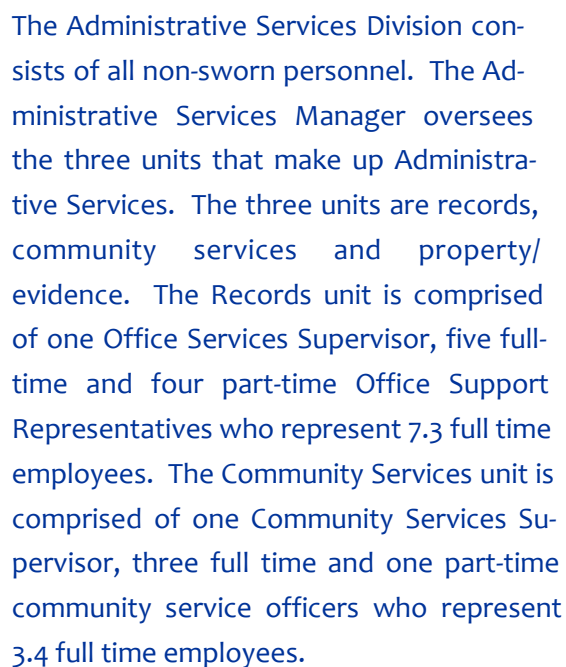 The Administrative Services Division con-
sists of all non-sworn personnel.  The Ad-
ministrative Services Manager oversees
the three units that make up Administra-
tive Services.  The three units are records,
community services and property/
evidence.  The Records unit is comprised
of one Office Services Supervisor, five full-
time and four part-time Office Support
Representatives who represent 7.3 full time
employees.  The Community Services unit is
comprised of one Community Services Su-
pervisor, three full time and one part-time
community service officers who represent
3.4 full time employees.